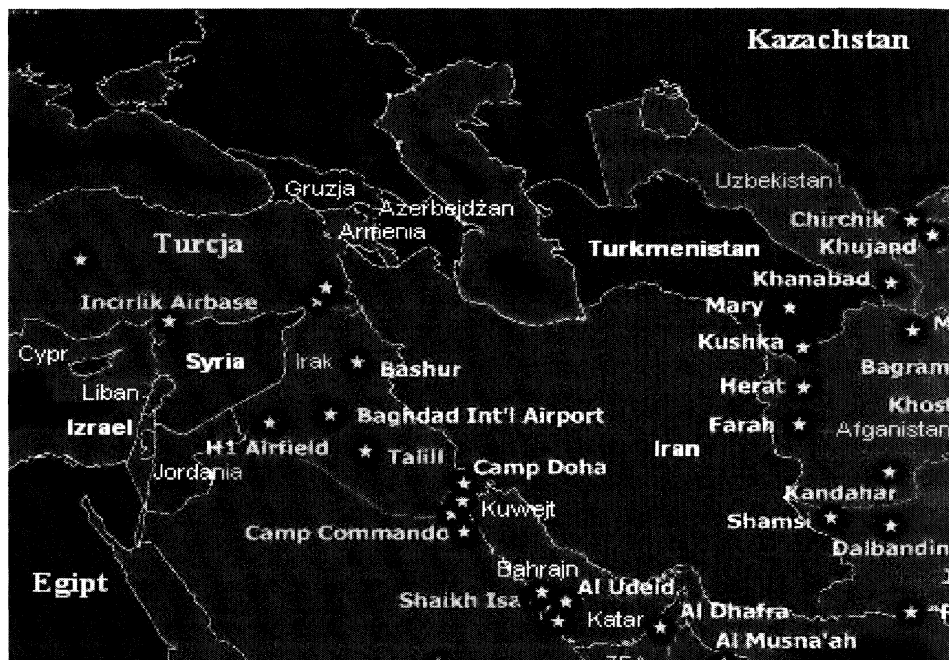 Kazachstan
Uzbekistan
Gruzja
Azerbejdżan
Armenia
Chirchik
Khujand
Turcja
Turkmenistan
Khanabad
Incirlik Airbase
Mary
Kushka
Cypr
Syria
Irak
Bashur
Bagram
Liban
Herat
Khost
Izrael
Baghdad Int'l Airport
Farah
Afganistan
H1 Airfield
Talill
Iran
Jordania
Camp Doha
Kandahar
Kuwejt
Shamsi
Camp Commando
Dalbandin
Bahrajn
Egipt
Shaikh Isa
Al Udeid
Katar
Al Dhafra
Al Musna'ah